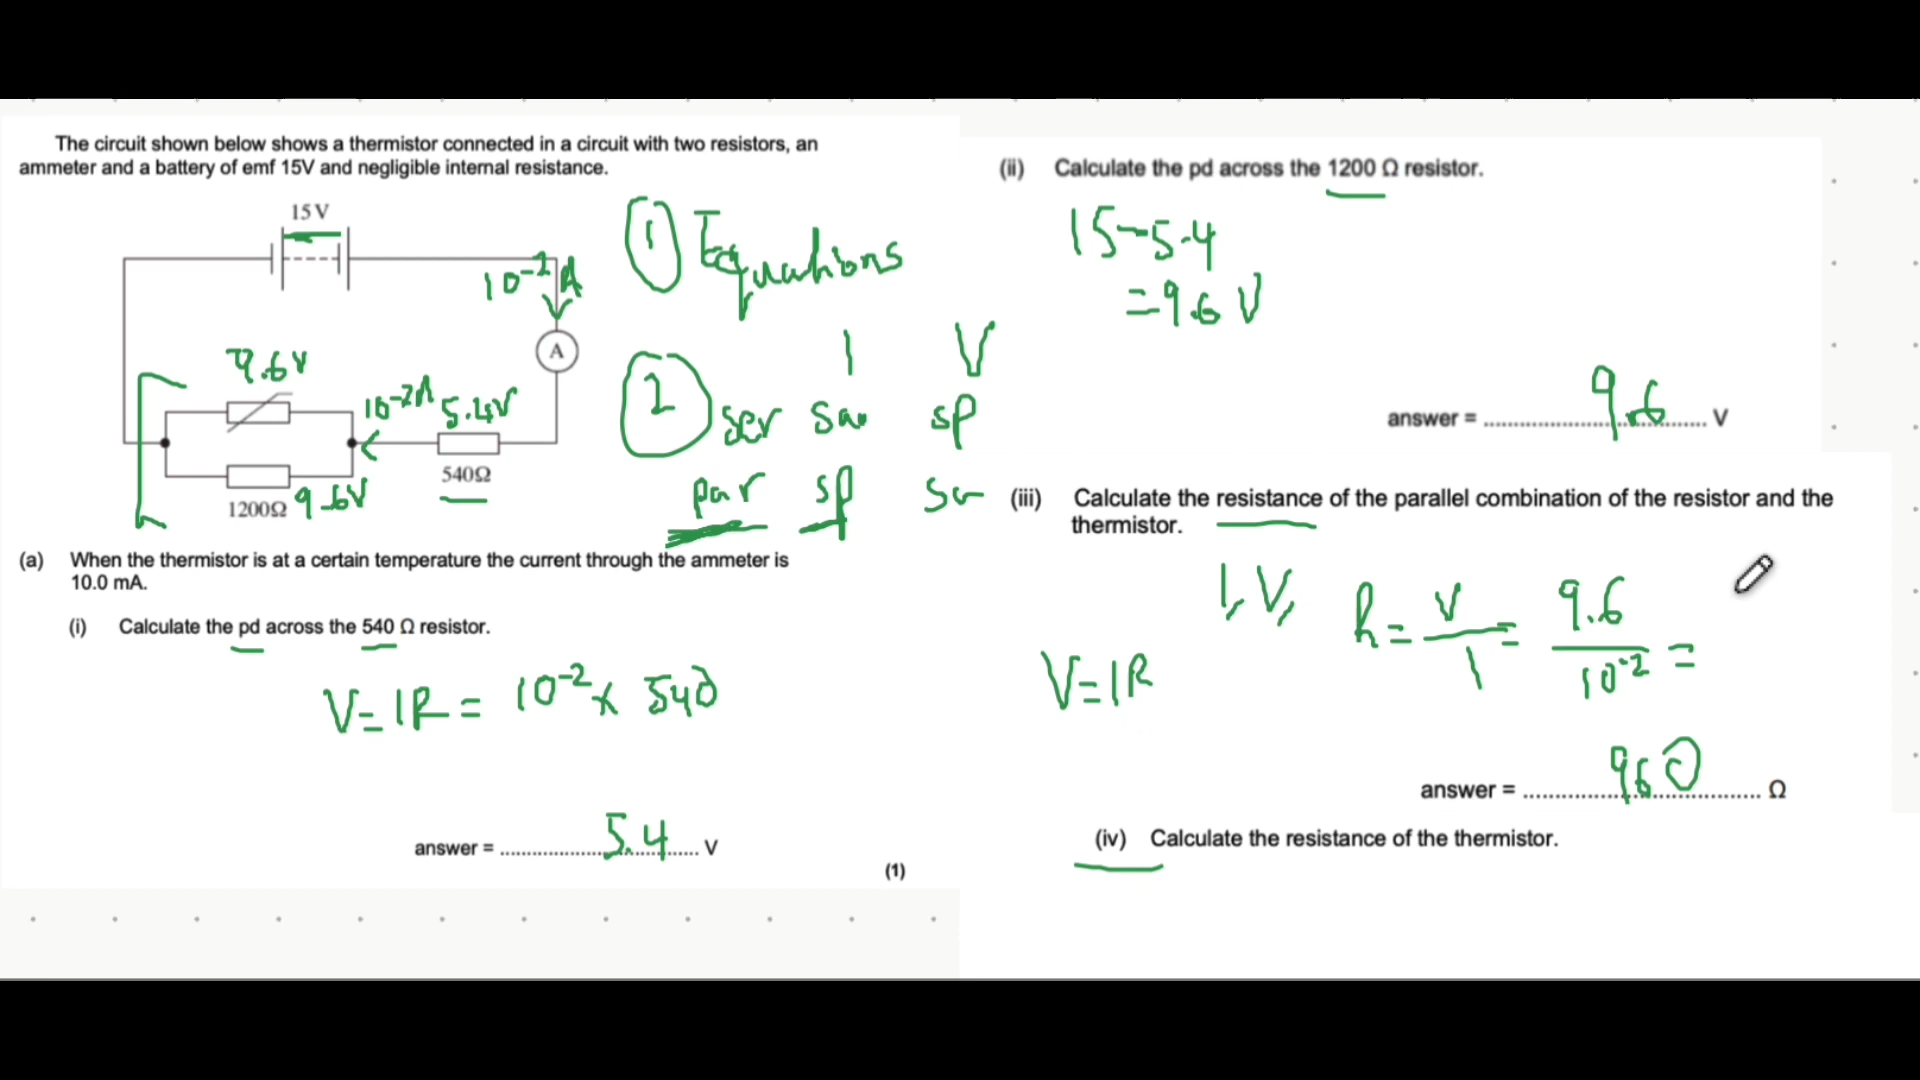 The circuit shown below shows a thermistor connected in a circuit with two resistors, an
ammeter and a battery of emf 15V and negligible internal resistance.
15 V
10⁻² A
A
9.6V
10⁻²A
5.4V
540Ω
1200Ω
9.6V
① Equations
I V
② ser sa sp
par sp sa
(a) When the thermistor is at a certain temperature the current through the ammeter is
10.0 mA.
(i) Calculate the pd across the 540 Ω resistor.
V=IR= 10⁻² x 540
answer = .................... 5.4 V
(1)
(ii) Calculate the pd across the 1200 Ω resistor.
15-5.4
=9.6 V
answer = .................... 9.6 V
(iii) Calculate the resistance of the parallel combination of the resistor and the
thermistor.
I, V, R = V/I = 9.6/10⁻² =
V=IR
answer = .................... 960 Ω
(iv) Calculate the resistance of the thermistor.